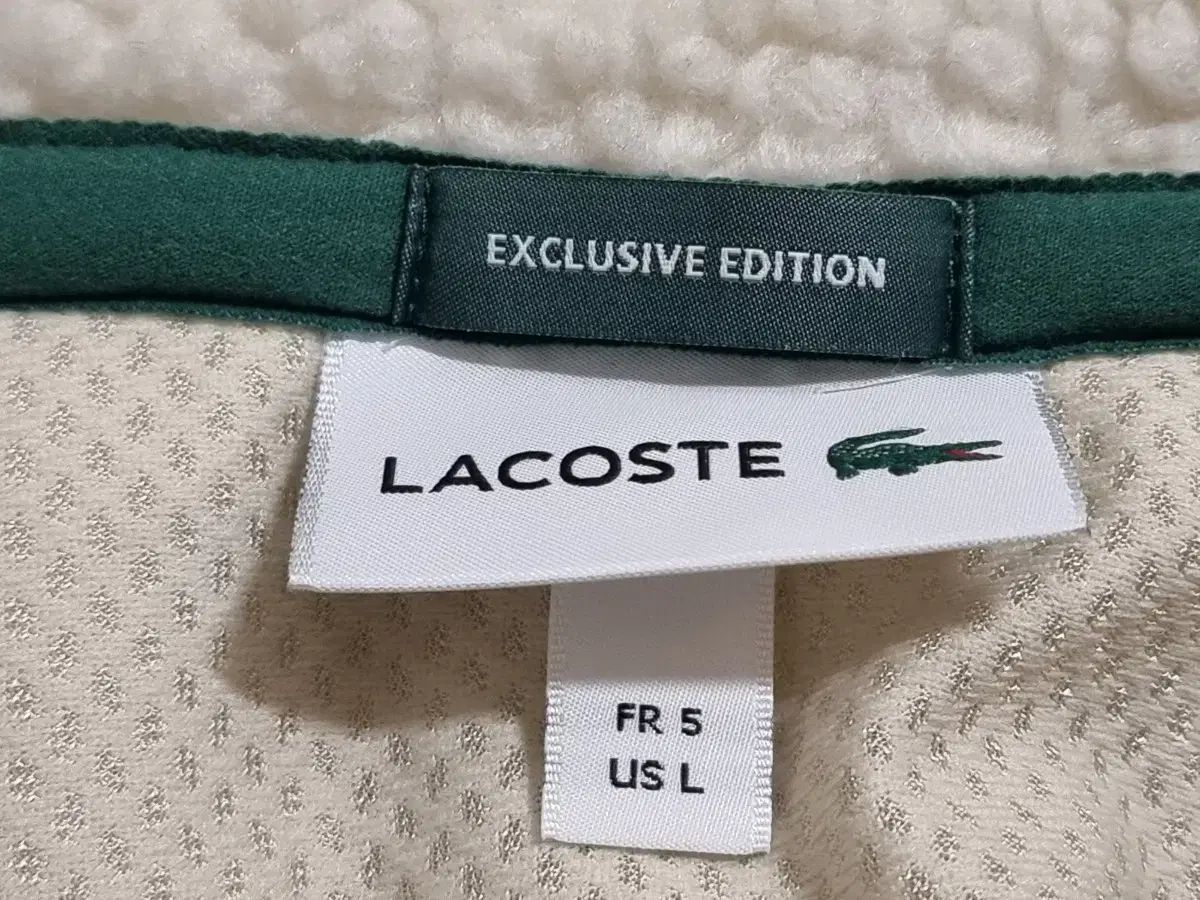 EXCLUSIVE EDITION
LACOSTE
FR 5
US L